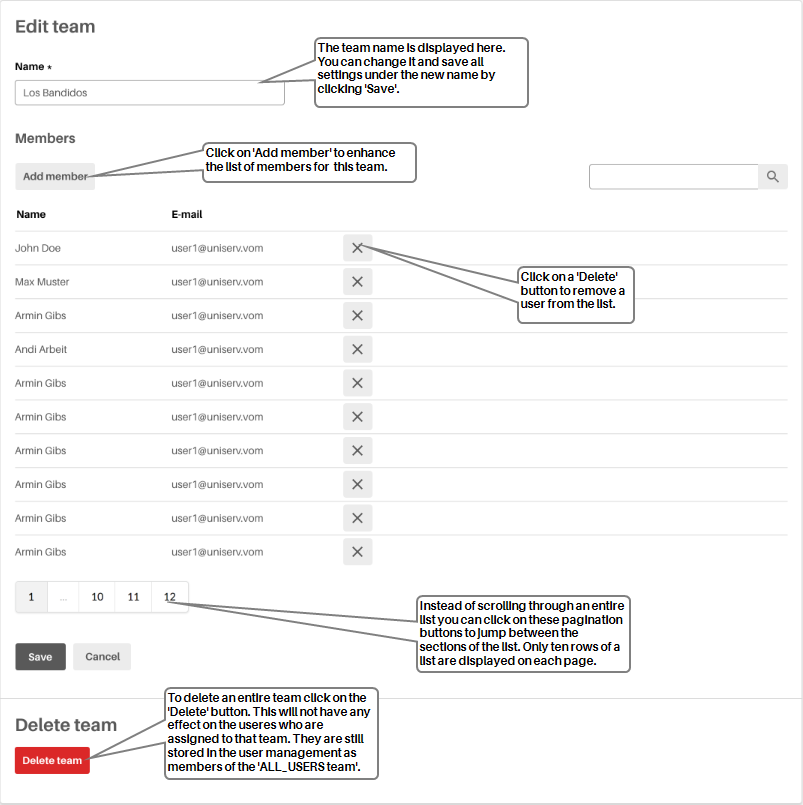 Edit team
The team name is displayed here.
You can change it and save all
settings under the new name by
clicking 'Save'.
Name *
Los Bandidos
Members
Click on 'Add member' to enhance
the list of members for this team.
Add member
Name E-mail
John Doe user1@uniserv.vom
Max Muster user1@uniserv.vom
Click on a 'Delete'
button to remove a
user from the list.
Armin Gibs user1@uniserv.vom
Andi Arbeit user1@uniserv.vom
Armin Gibs user1@uniserv.vom
Armin Gibs user1@uniserv.vom
Armin Gibs user1@uniserv.vom
Armin Gibs user1@uniserv.vom
Armin Gibs user1@uniserv.vom
Armin Gibs user1@uniserv.vom
1 ... 10 11 12
Instead of scrolling through an entire
list you can click on these pagination
buttons to jump between the
sections of the list. Only ten rows of a
list are displayed on each page.
Save Cancel
To delete an entire team click on the
'Delete' button. This will not have any
effect on the useres who are
assigned to that team. They are still
stored in the user management as
members of the 'ALL_USERS team'.
Delete team
Delete team